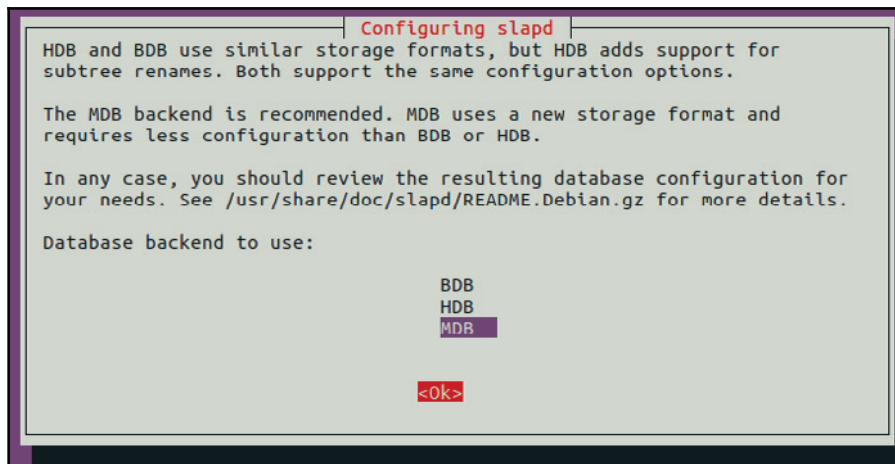 Configuring slapd
HDB and BDB use similar storage formats, but HDB adds support for
subtree renames. Both support the same configuration options.
The MDB backend is recommended. MDB uses a new storage format and
requires less configuration than BDB or HDB.
In any case, you should review the resulting database configuration for
your needs. See /usr/share/doc/slapd/README.Debian.gz for more details.
Database backend to use:
BDB
HDB
MDB
<Ok>